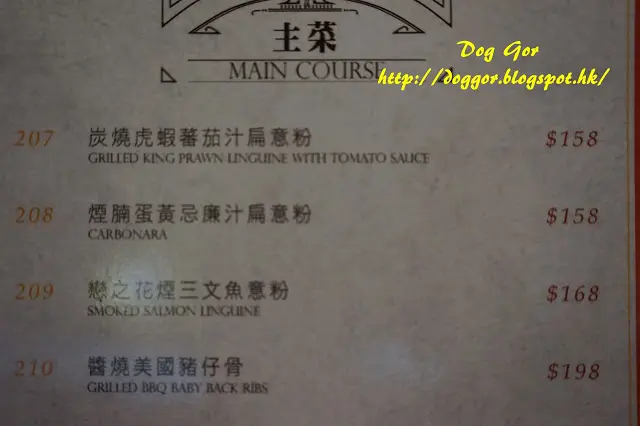 主菜
MAIN COURSE
Dog Gor
http://doggor.blogspot.hk/
207 炭燒虎蝦蕃茄汁扁意粉 $158
GRILLED KING PRAWN LINGUINE WITH TOMATO SAUCE
208 煙腩蛋黃忌廉汁扁意粉 $158
CARBONARA
209 戀之花煙三文魚意粉 $168
SMOKED SALMON LINGUINE
210 醬燒美國豬仔骨 $198
GRILLED BBQ BABY BACK RIBS